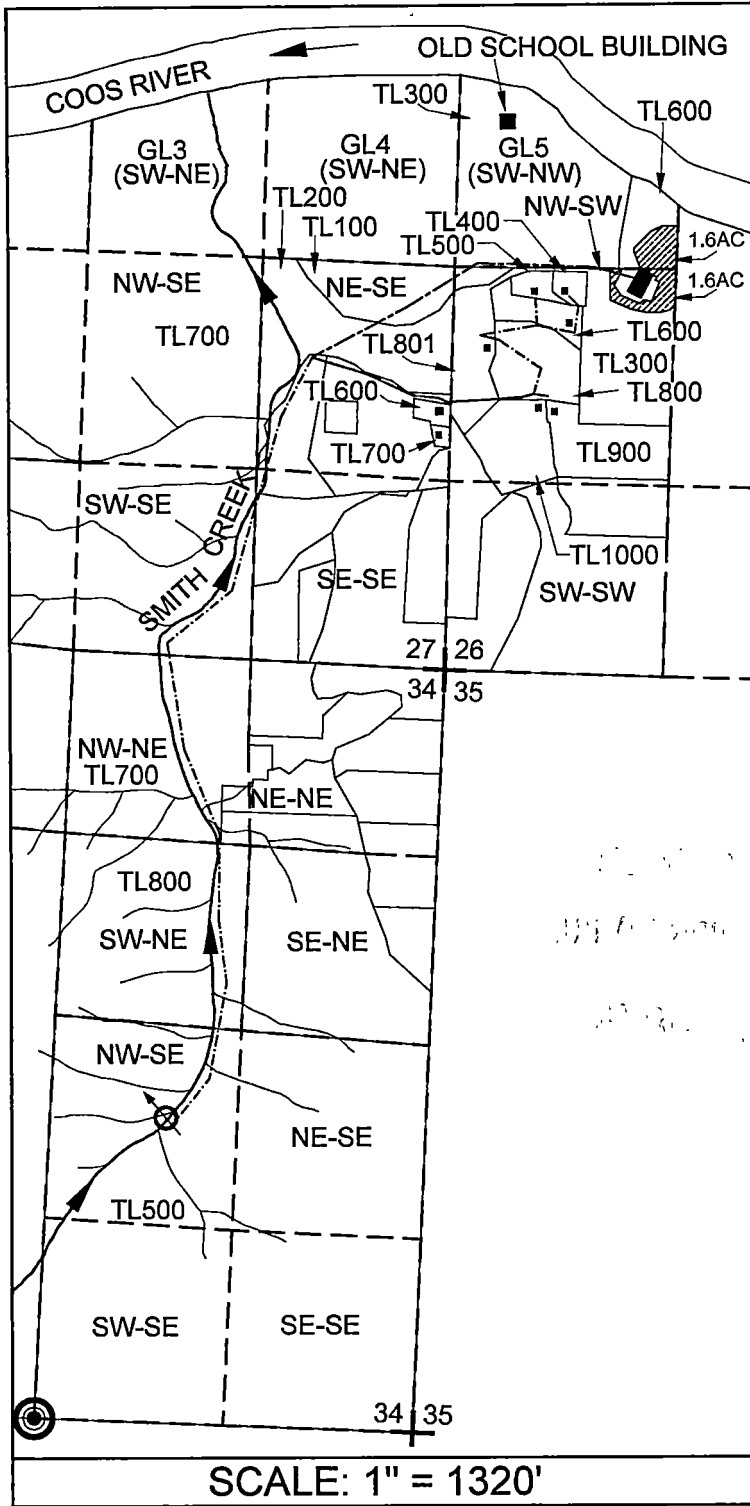 OLD SCHOOL BUILDING
COOS RIVER
TL300
TL600
GL3
(SW-NE)
GL4
(SW-NE)
GL5
(SW-NW)
TL200
TL100
TL400
TL500
NW-SW
1.6AC
1.6AC
NW-SE
NE-SE
TL700
TL801
TL600
TL300
TL600
TL800
TL700
TL900
SW-SE
SMITH CREEK
SE-SE
TL1000
SW-SW
27 26
34 35
NW-NE
TL700
NE-NE
TL800
SW-NE
SE-NE
NW-SE
NE-SE
TL500
SW-SE
SE-SE
34 35
SCALE: 1" = 1320'